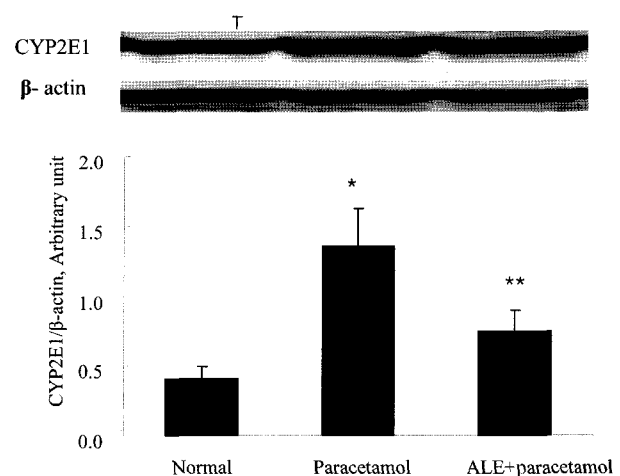 CYP2E1
β- actin
CYP2E1/β-actin, Arbitrary unit
2.0
1.5
1.0
0.5
0.0
*
**
Normal Paracetamol ALE+paracetamol